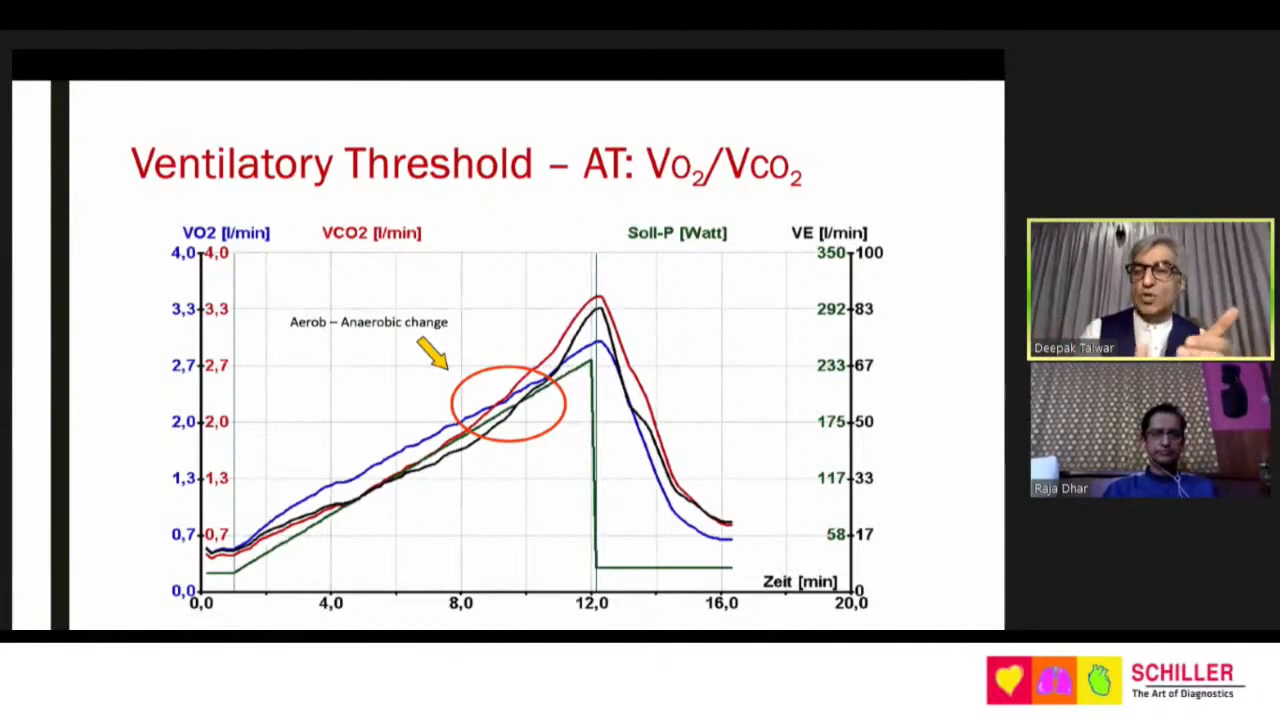 Ventilatory Threshold – AT: VO₂/VCO₂
VO2 [l/min] VCO2 [l/min] Soll-P [Watt] VE [l/min]
4,0 4,0 350 100
3,3 3,3 292 83
Aerob – Anaerobic change
2,7 2,7 233 67
2,0 2,0 175 50
1,3 1,3 117 33
0,7 0,7 58 17
Zeit [min]
0,0 0
0,0 4,0 8,0 12,0 16,0 20,0
Deepak Talwar
Raja Dhar
SCHILLER
The Art of Diagnostics